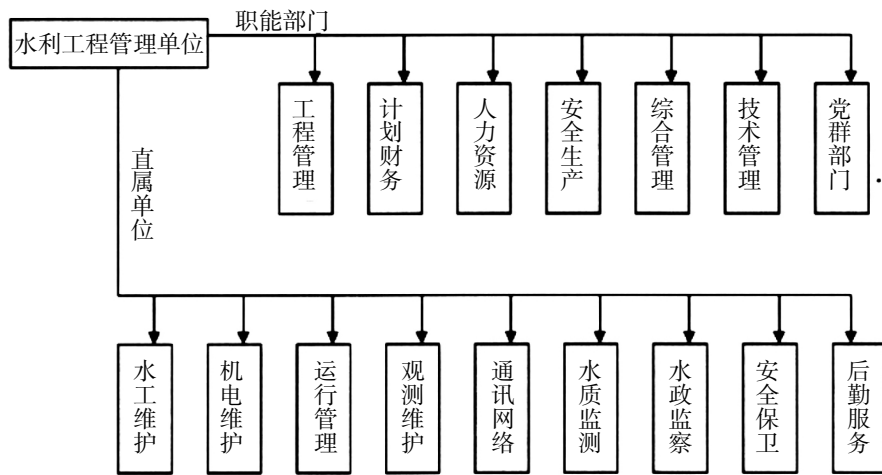 职能部门
水利工程管理单位
工程管理
计划财务
人力资源
安全生产
综合管理
技术管理
党群部门
直属单位
水工维护
机电维护
运行管理
观测维护
通讯网络
水质监测
水政监察
安全保卫
后勤服务